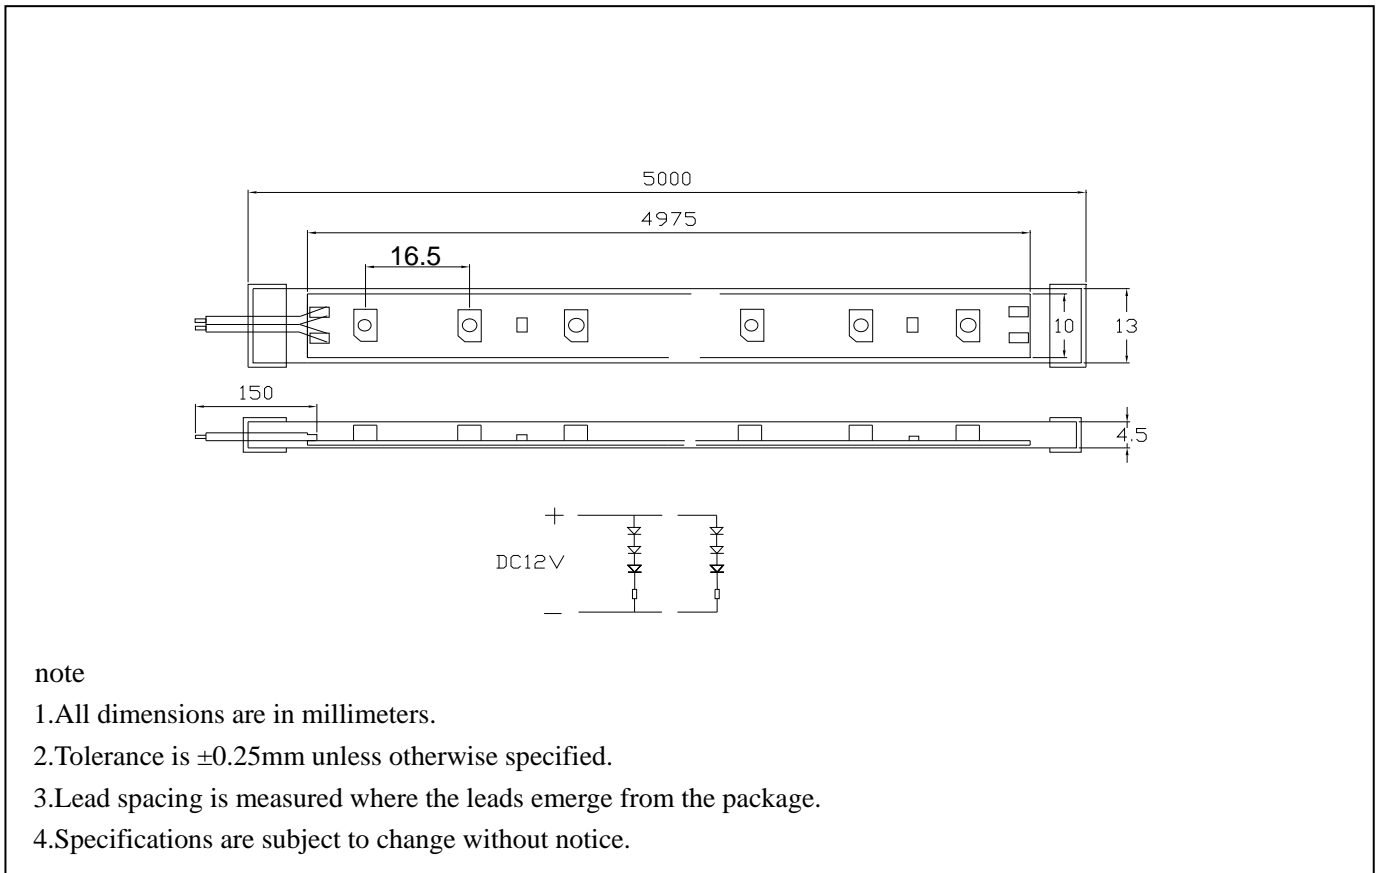 5000
4975
16.5
10
13
150
4.5
+
DC12V
—
note
1.All dimensions are in millimeters.
2.Tolerance is ±0.25mm unless otherwise specified.
3.Lead spacing is measured where the leads emerge from the package.
4.Specifications are subject to change without notice.